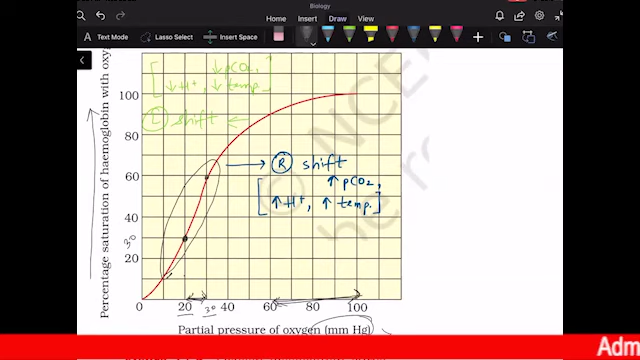 Biology
Home
Insert
Draw
View
Text Mode
Lasso Select
Insert Space
Percentage saturation of haemoglobin with oxy
[ ↓ pCO2,
↓ H+, ↓ temp. ]
Ⓛ shift ←
→ Ⓡ shift
[ ↑ pCO2,
↑ H+, ↑ temp. ]
© NCE
100
80
60
40
30
20
0
20
30
40
60
80
100
Partial pressure of oxygen (mm Hg)
Adm